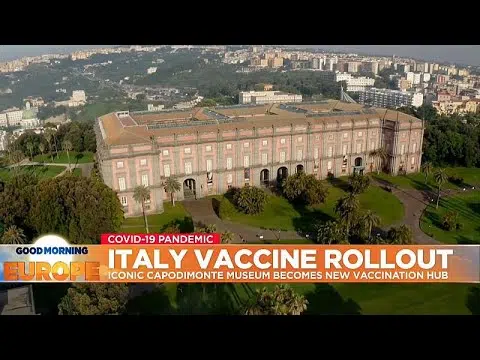 COVID-19 PANDEMIC
GOOD MORNING
EUROPE
ITALY VACCINE ROLLOUT
ICONIC CAPODIMONTE MUSEUM BECOMES NEW VACCINATION HUB